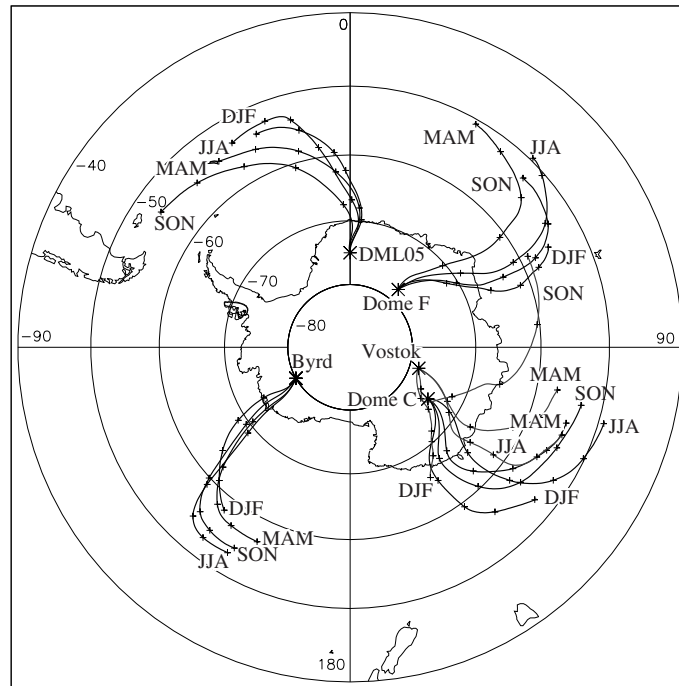 0
DJF
MAM
JJA
JJA
-40
MAM
SON
-50
SON
-60
DML05
DJF
-70
Dome F
SON
-80
-90
Vostok
90
Byrd
MAM
Dome C
SON
MAM
JJA
JJA
DJF
DJF
DJF
MAM
SON
JJA
180